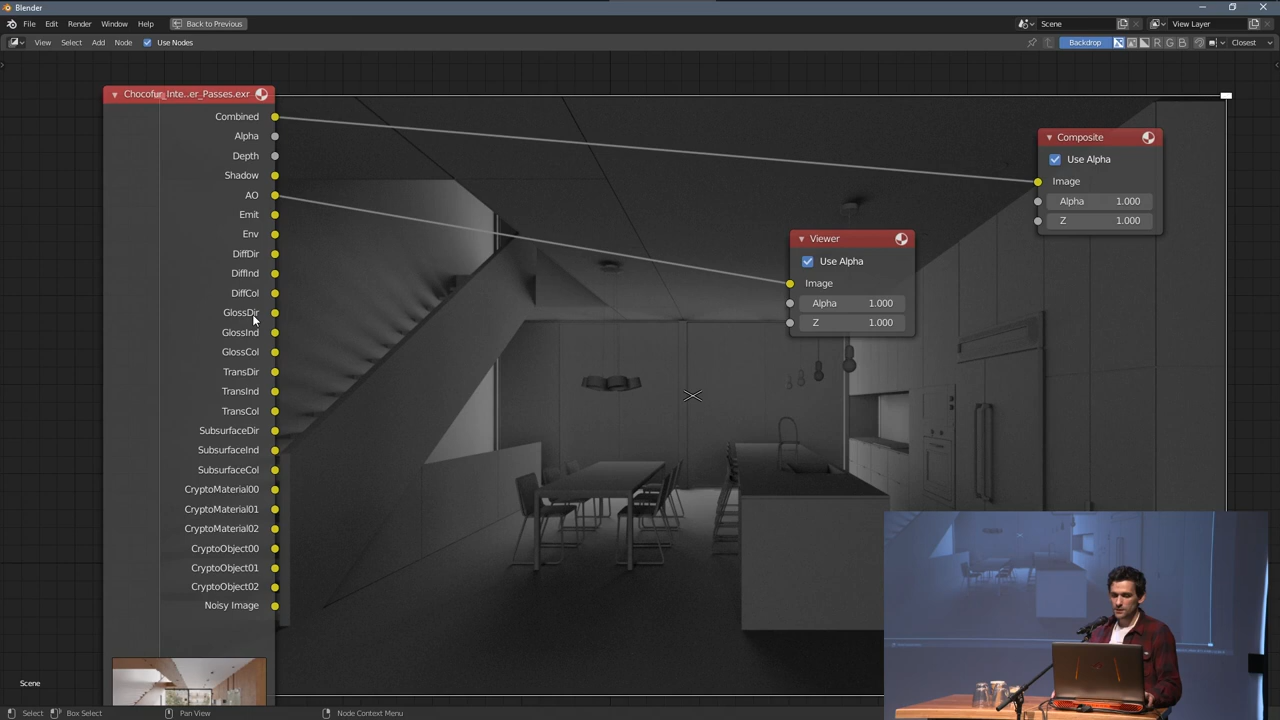 Blender
File Edit Render Window Help Back to Previous Scene View Layer
View Select Add Node Use Nodes Backdrop R G B Closest
Chocofur_Inte..er_Passes.exr
Combined
Alpha
Depth
Shadow
AO
Emit
Env
DiffDir
DiffInd
DiffCol
GlossDir
GlossInd
GlossCol
TransDir
TransInd
TransCol
SubsurfaceDir
SubsurfaceInd
SubsurfaceCol
CryptoMaterial00
CryptoMaterial01
CryptoMaterial02
CryptoObject00
CryptoObject01
CryptoObject02
Noisy Image
Viewer
Use Alpha
Image
Alpha 1.000
Z 1.000
Composite
Use Alpha
Image
Alpha 1.000
Z 1.000
Scene
Select Box Select Pan View Node Context Menu